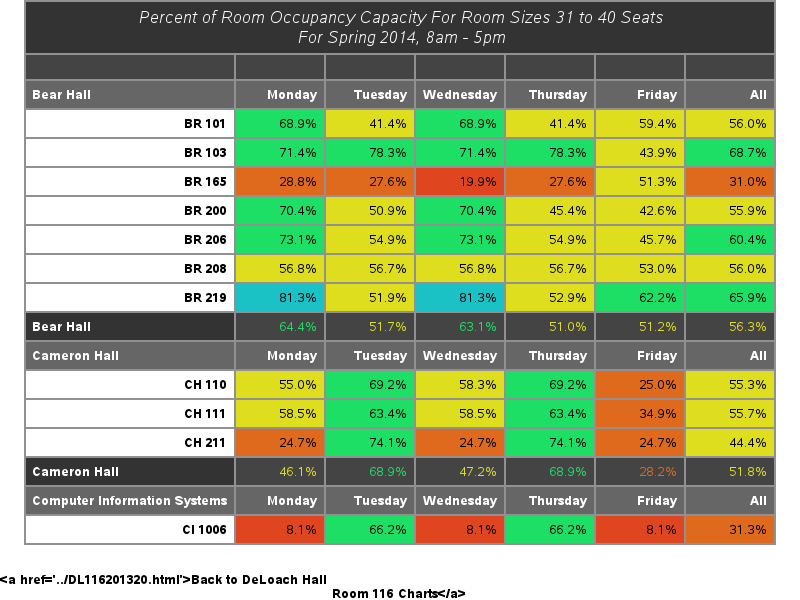 Percent of Room Occupancy Capacity For Room Sizes 31 to 40 Seats
For Spring 2014, 8am - 5pm
Bear Hall Monday Tuesday Wednesday Thursday Friday All
BR 101 68.9% 41.4% 68.9% 41.4% 59.4% 56.0%
BR 103 71.4% 78.3% 71.4% 78.3% 43.9% 68.7%
BR 165 28.8% 27.6% 19.9% 27.6% 51.3% 31.0%
BR 200 70.4% 50.9% 70.4% 45.4% 42.6% 55.9%
BR 206 73.1% 54.9% 73.1% 54.9% 45.7% 60.4%
BR 208 56.8% 56.7% 56.8% 56.7% 53.0% 56.0%
BR 219 81.3% 51.9% 81.3% 52.9% 62.2% 65.9%
Bear Hall 64.4% 51.7% 63.1% 51.0% 51.2% 56.3%
Cameron Hall Monday Tuesday Wednesday Thursday Friday All
CH 110 55.0% 69.2% 58.3% 69.2% 25.0% 55.3%
CH 111 58.5% 63.4% 58.5% 63.4% 34.9% 55.7%
CH 211 24.7% 74.1% 24.7% 74.1% 24.7% 44.4%
Cameron Hall 46.1% 68.9% 47.2% 68.9% 28.2% 51.8%
Computer Information Systems Monday Tuesday Wednesday Thursday Friday All
CI 1006 8.1% 66.2% 8.1% 66.2% 8.1% 31.3%
<a href='../DL116201320.html'>Back to DeLoach Hall
Room 116 Charts</a>